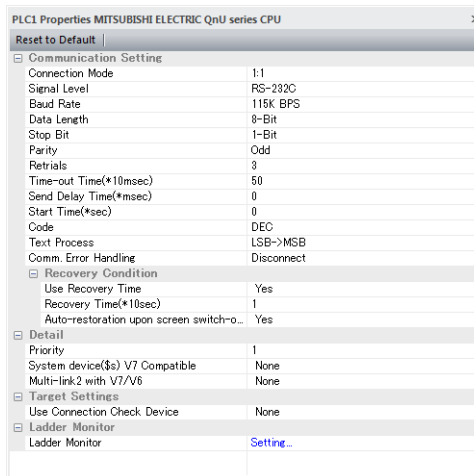 PLC1 Properties MITSUBISHI ELECTRIC QnU series CPU
Reset to Default
Communication Setting
Connection Mode 1:1
Signal Level RS-232C
Baud Rate 115K BPS
Data Length 8-Bit
Stop Bit 1-Bit
Parity Odd
Retrials 3
Time-out Time(*10msec) 50
Send Delay Time(*msec) 0
Start Time(*sec) 0
Code DEC
Text Process LSB->MSB
Comm. Error Handling Disconnect
Recovery Condition
Use Recovery Time Yes
Recovery Time(*10sec) 1
Auto-restoration upon screen switch-o... Yes
Detail
Priority 1
System device($s) V7 Compatible None
Multi-link2 with V7/V6 None
Target Settings
Use Connection Check Device None
Ladder Monitor
Ladder Monitor Setting...